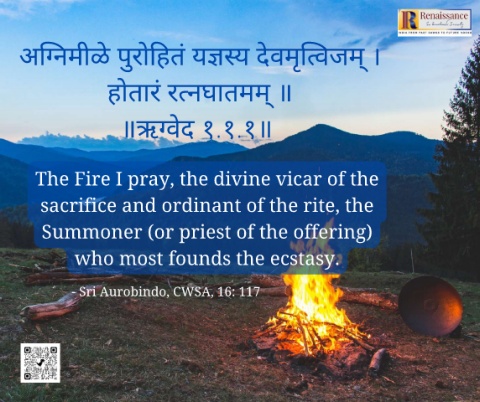 Renaissance
अग्निमीळे पुरोहितं यज्ञस्य देवमृत्विजम् ।
होतारं रत्नघातमम् ॥
॥ऋग्वेद १.१.१॥
The Fire I pray, the divine vicar of the
sacrifice and ordinant of the rite, the
Summoner (or priest of the offering)
who most founds the ecstasy.
- Sri Aurobindo, CWSA, 16: 117